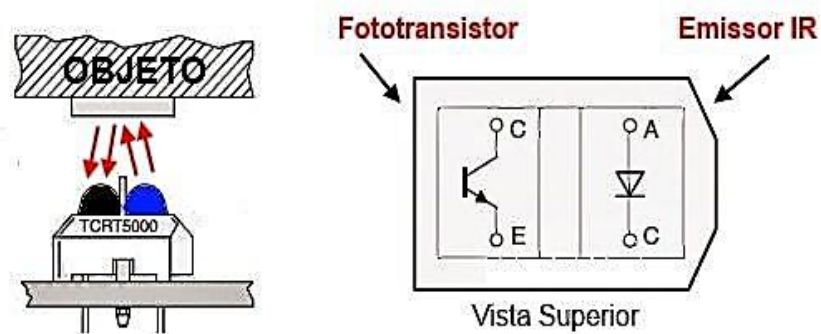 Fototransistor
Emissor IR
OBJETO
C
A
TCRT5000
E
C
Vista Superior